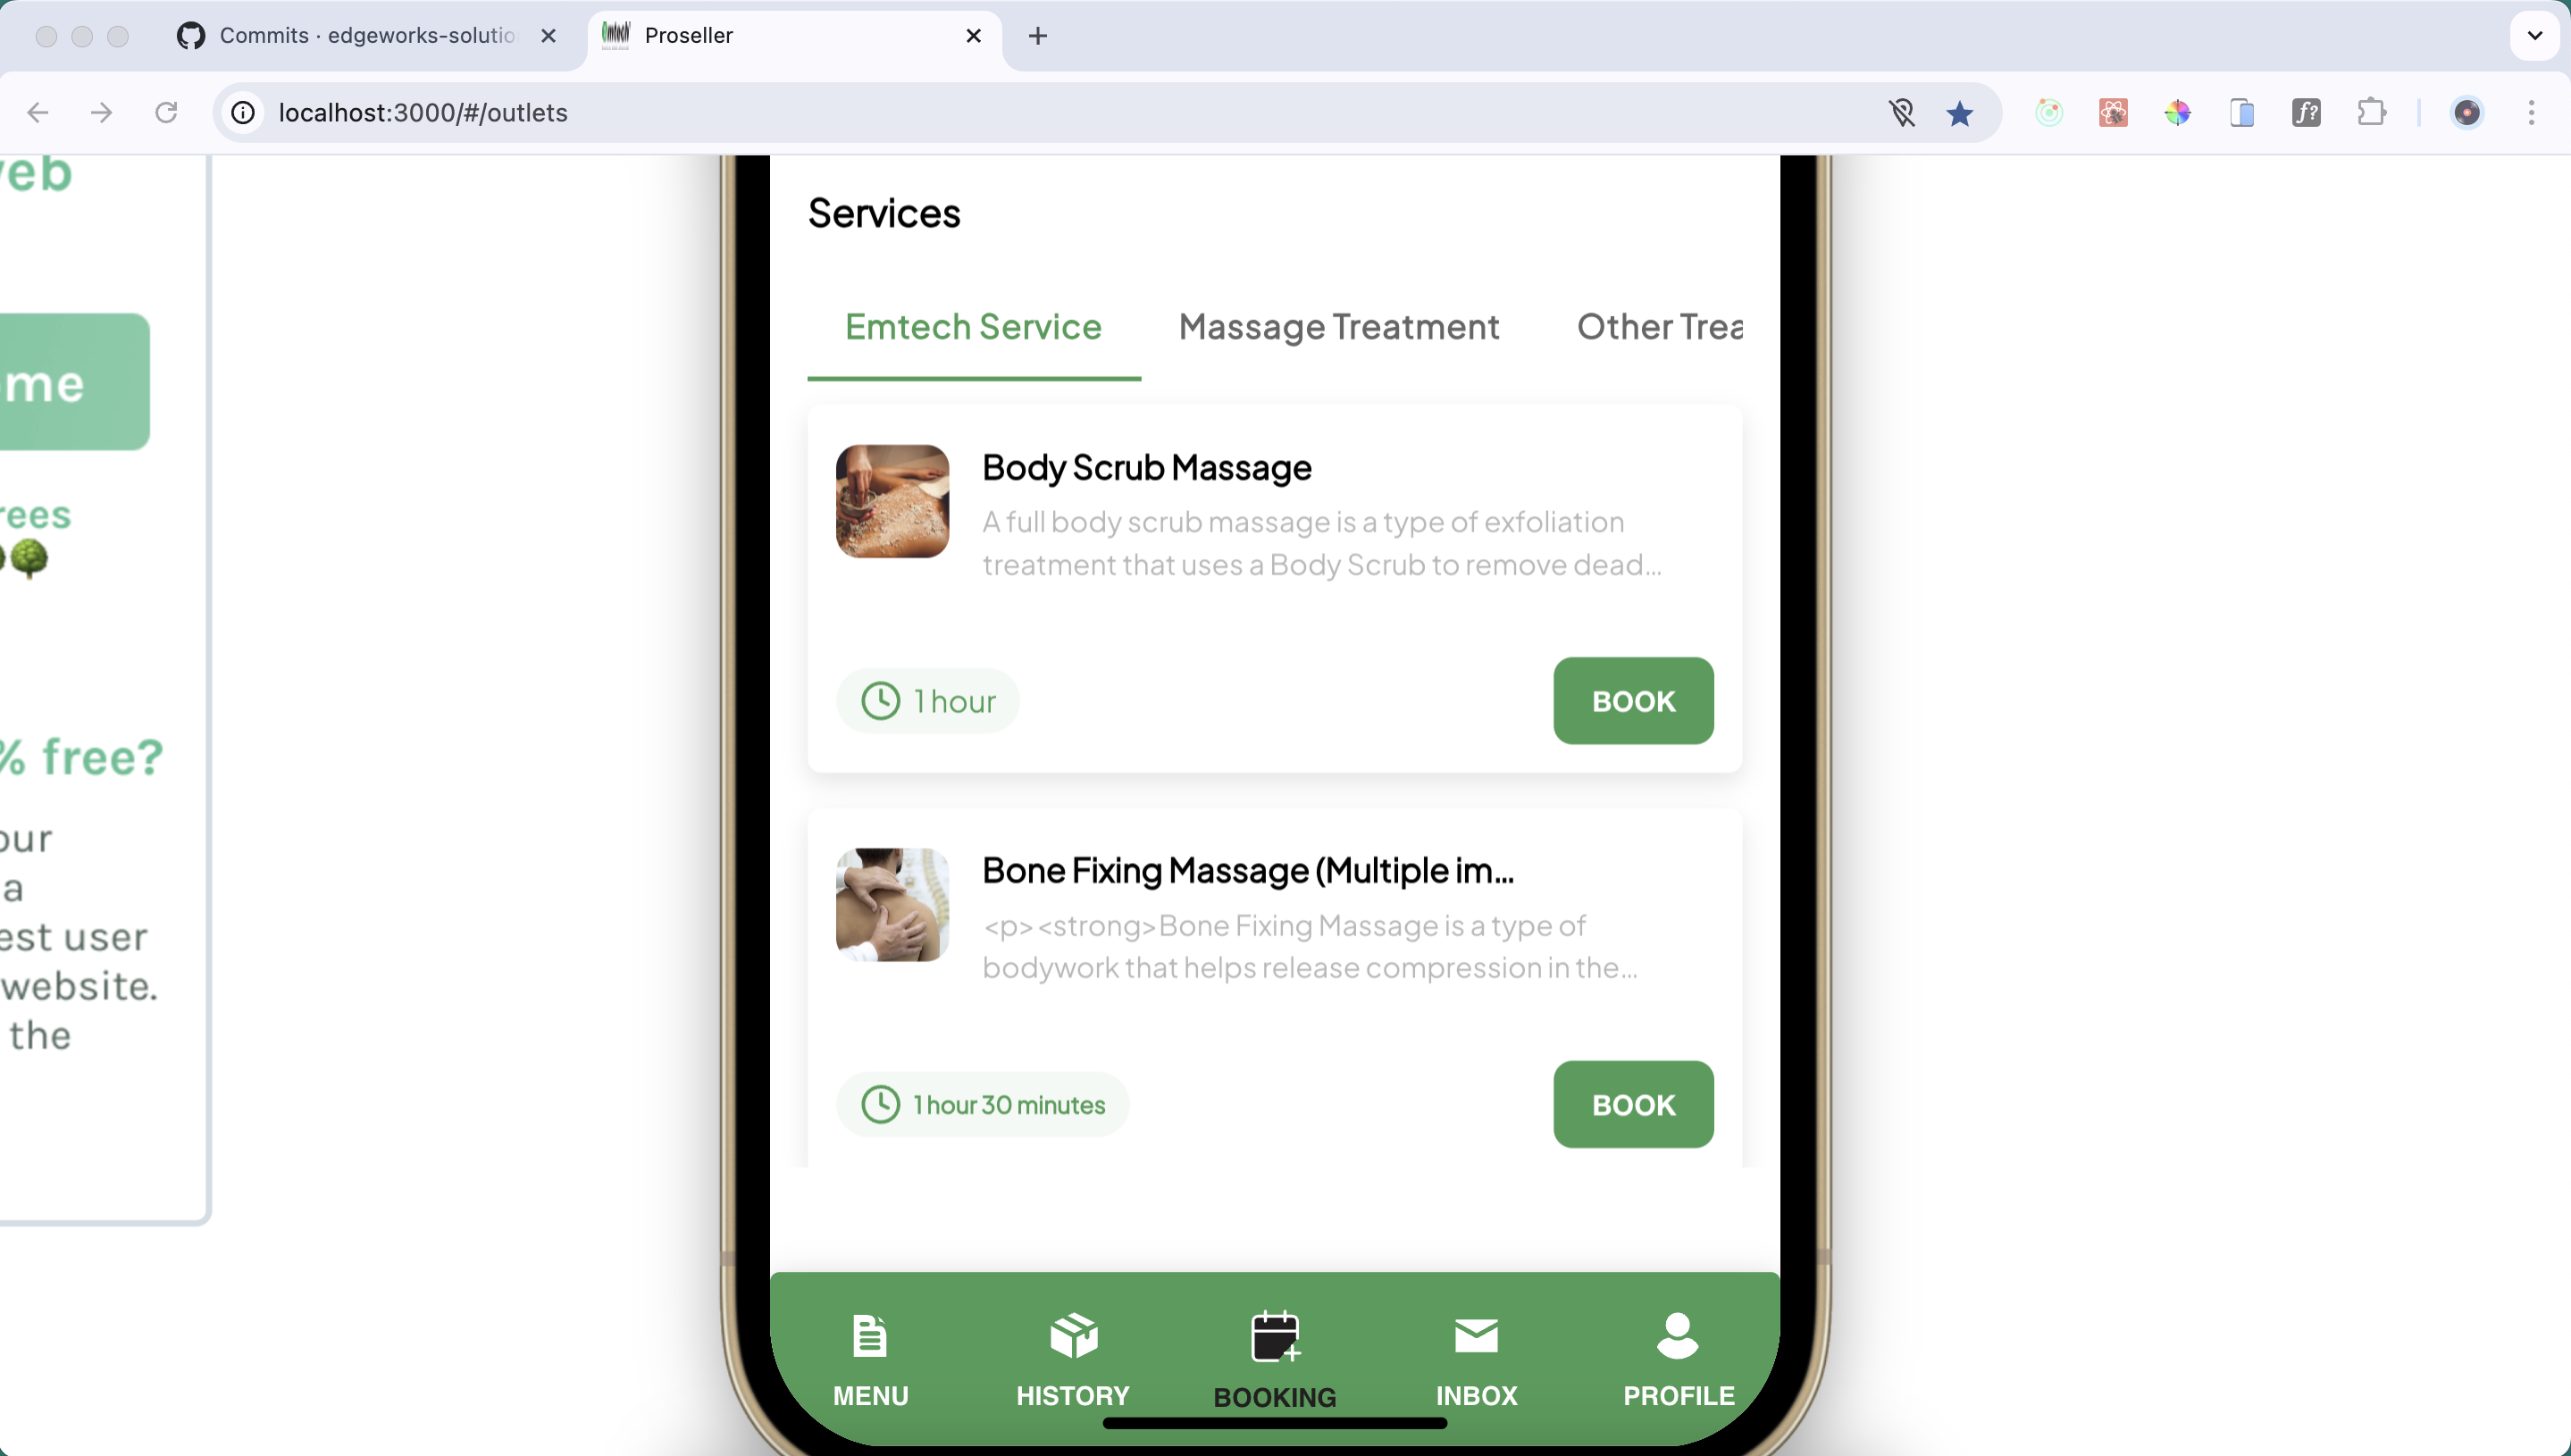 Commits · edgeworks-solutio
Proseller
localhost:3000/#/outlets
eb
me
rees
% free?
our
a
est user
website.
the
Services
Emtech Service
Massage Treatment
Other Trea
Body Scrub Massage
A full body scrub massage is a type of exfoliation
treatment that uses a Body Scrub to remove dead...
1 hour
BOOK
Bone Fixing Massage (Multiple im...
<p><strong>Bone Fixing Massage is a type of
bodywork that helps release compression in the...
1 hour 30 minutes
BOOK
MENU
HISTORY
BOOKING
INBOX
PROFILE